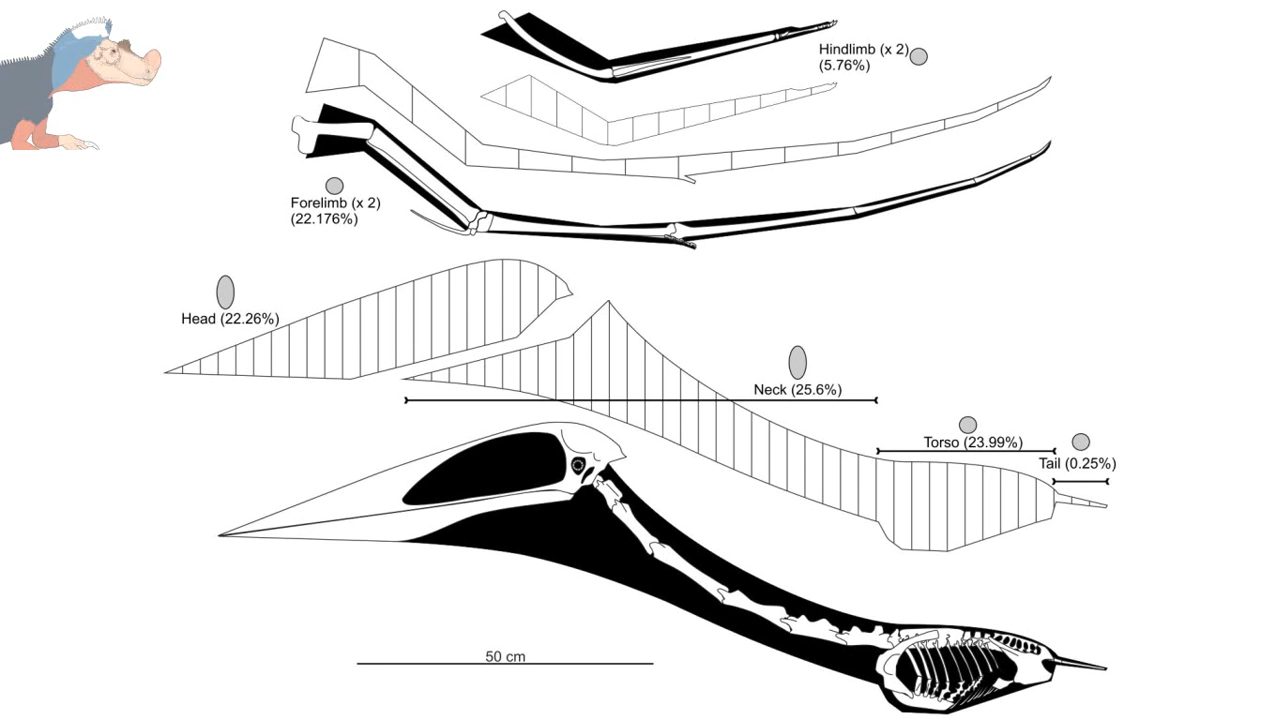 Hindlimb (x 2)
(5.76%)
Forelimb (x 2)
(22.176%)
Head (22.26%)
Neck (25.6%)
Torso (23.99%)
Tail (0.25%)
50 cm